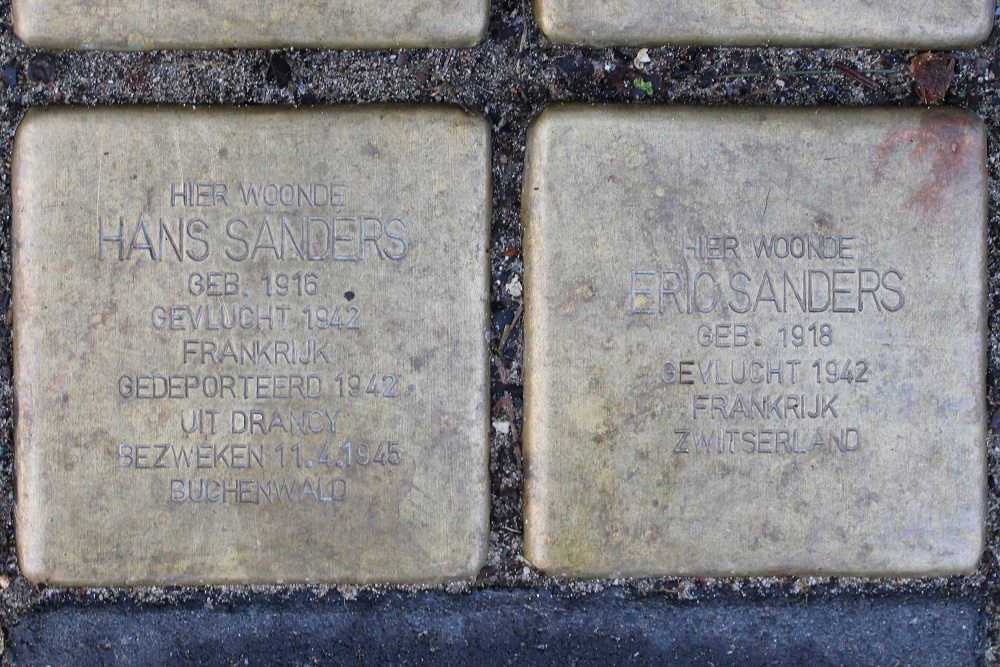 HIER WOONDE
HANS SANDERS
GEB. 1916
GEVLUCHT 1942
FRANKRIJK
GEDEPORTEERD 1942
UIT DRANCY
BEZWEKEN 11.4.1945
BUCHENWALD
HIER WOONDE
ERIC SANDERS
GEB. 1918
GEVLUCHT 1942
FRANKRIJK
ZWITSERLAND